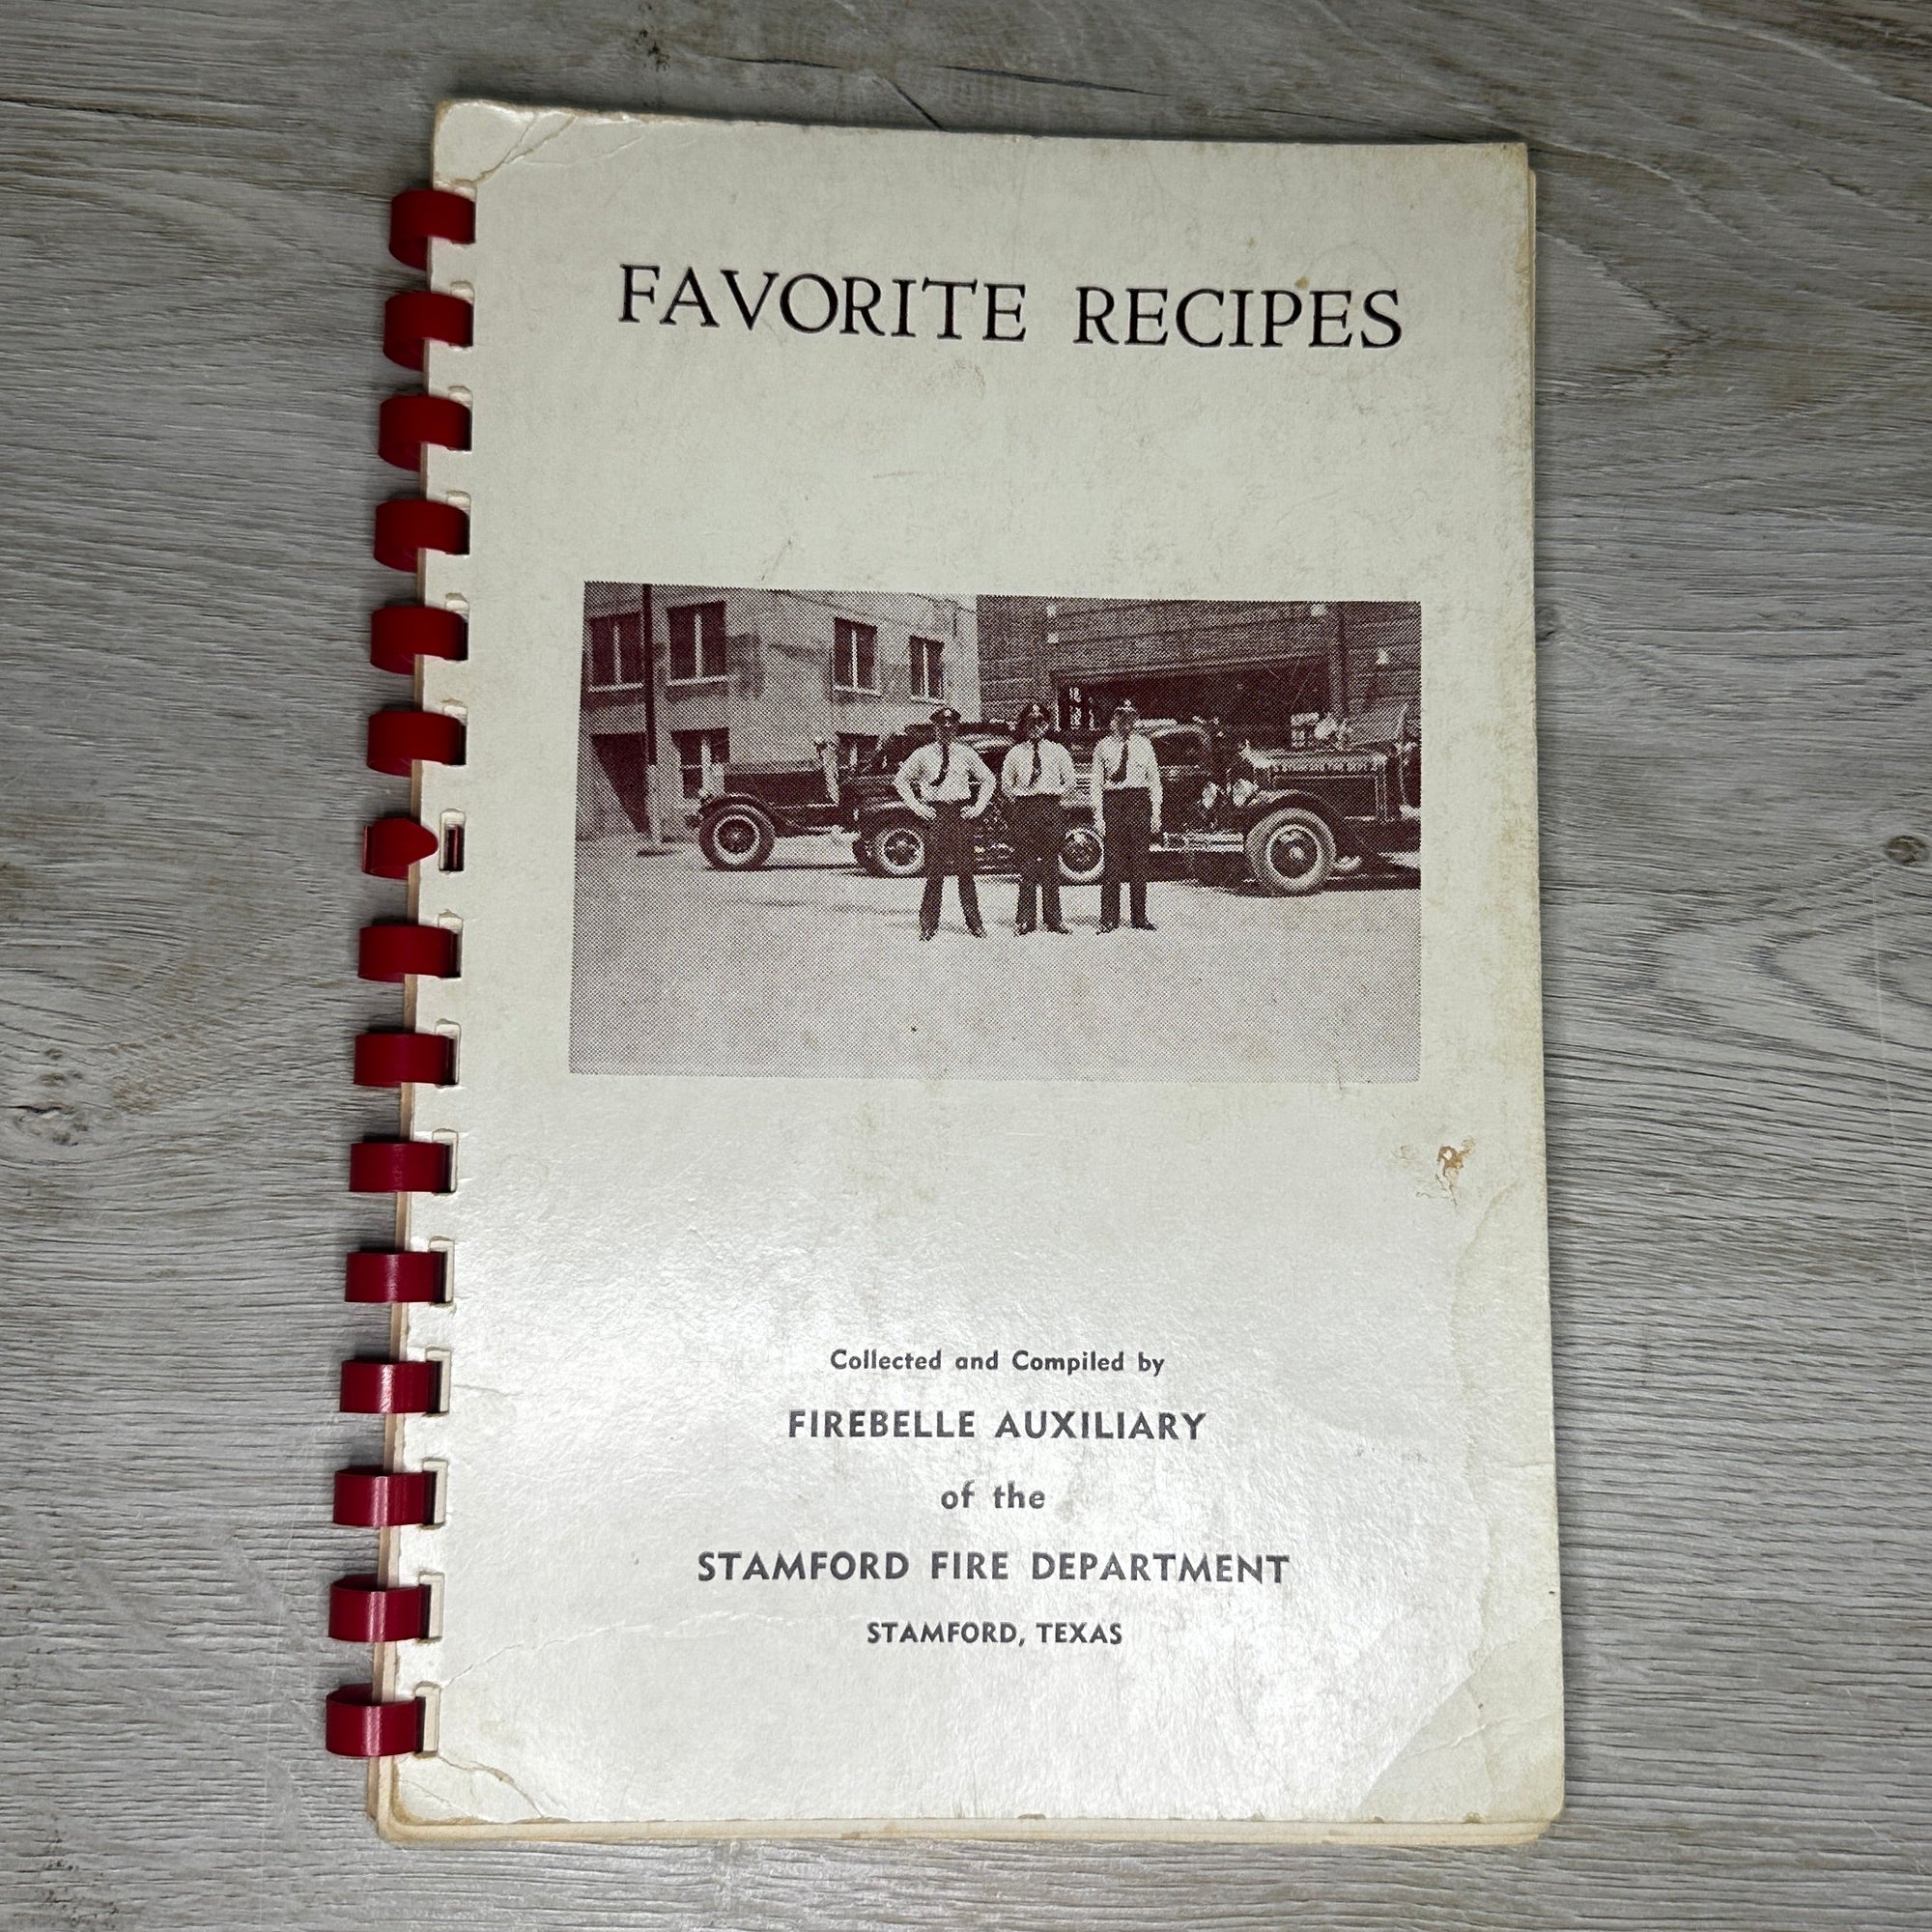 FAVORITE RECIPES
Collected and Compiled by
FIREBELLE AUXILIARY
of the
STAMFORD FIRE DEPARTMENT
STAMFORD, TEXAS